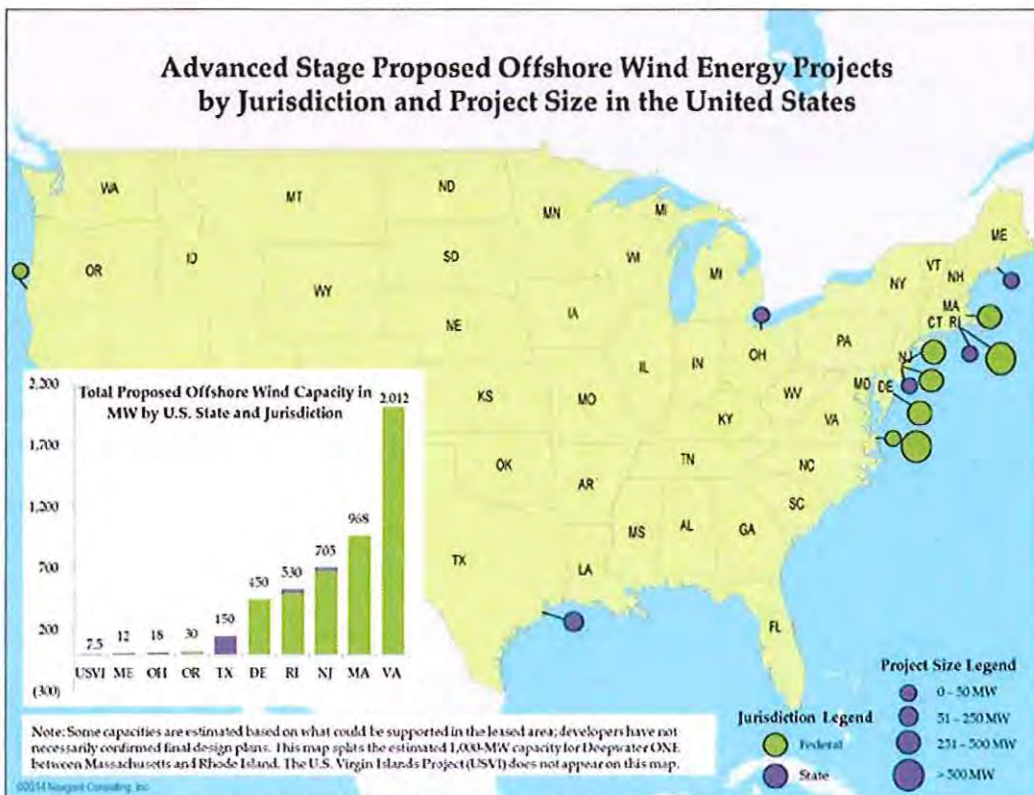 Advanced Stage Proposed Offshore Wind Energy Projects
by Jurisdiction and Project Size in the United States
WA
MT
ND
MN
MI
ME
OR
ID
SD
WI
MI
VT
NH
NY
WY
MA
IA
CT RI
NE
PA
OH
NJ
IL
IN
MD
DE
WV
VA
KS
MO
KY
OK
TN
NC
AR
SC
MS
AL
GA
TX
LA
FL
Total Proposed Offshore Wind Capacity in
MW by U.S. State and Jurisdiction
2,200
1,700
1,200
700
200
(300)
7.5
12
18
30
150
450
530
705
968
2,012
USVI ME OH OR TX DE RI NJ MA VA
Note: Some capacities are estimated based on what could be supported in the leased area; developers have not
necessarily confirmed final design plans. This map splits the estimated 1,000-MW capacity for Deepwater ONE
between Massachusetts and Rhode Island. The U.S. Virgin Islands Project (USVI) does not appear on this map.
Jurisdiction Legend
Federal
State
Project Size Legend
0 – 50 MW
51 – 250 MW
251 – 500 MW
> 500 MW
©2014 Navigant Consulting, Inc.